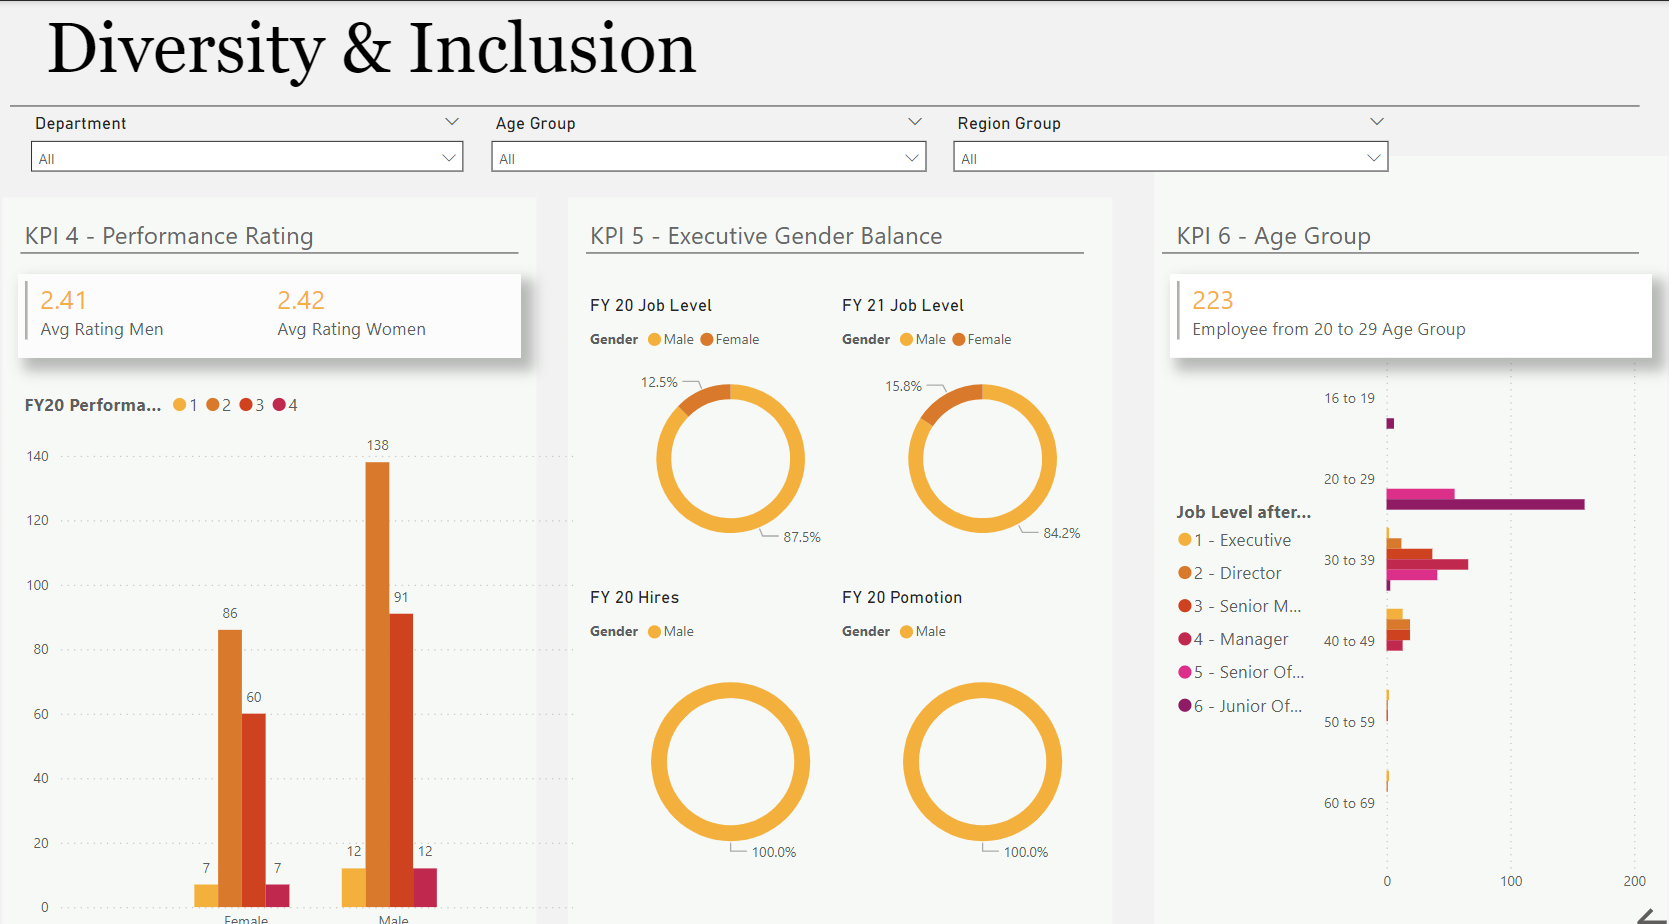 Diversity & Inclusion
Department
All
Age Group
All
Region Group
All
KPI 4 - Performance Rating
2.41
Avg Rating Men
2.42
Avg Rating Women
FY20 Performa... 1 2 3 4
140
120
100
80
60
40
20
0
7
86
60
7
12
138
91
12
Female
Male
KPI 5 - Executive Gender Balance
FY 20 Job Level
Gender Male Female
12.5%
87.5%
FY 21 Job Level
Gender Male Female
15.8%
84.2%
FY 20 Hires
Gender Male
100.0%
FY 20 Pomotion
Gender Male
100.0%
KPI 6 - Age Group
223
Employee from 20 to 29 Age Group
Job Level after...
1 - Executive
2 - Director
3 - Senior M...
4 - Manager
5 - Senior Of...
6 - Junior Of...
16 to 19
20 to 29
30 to 39
40 to 49
50 to 59
60 to 69
0
100
200